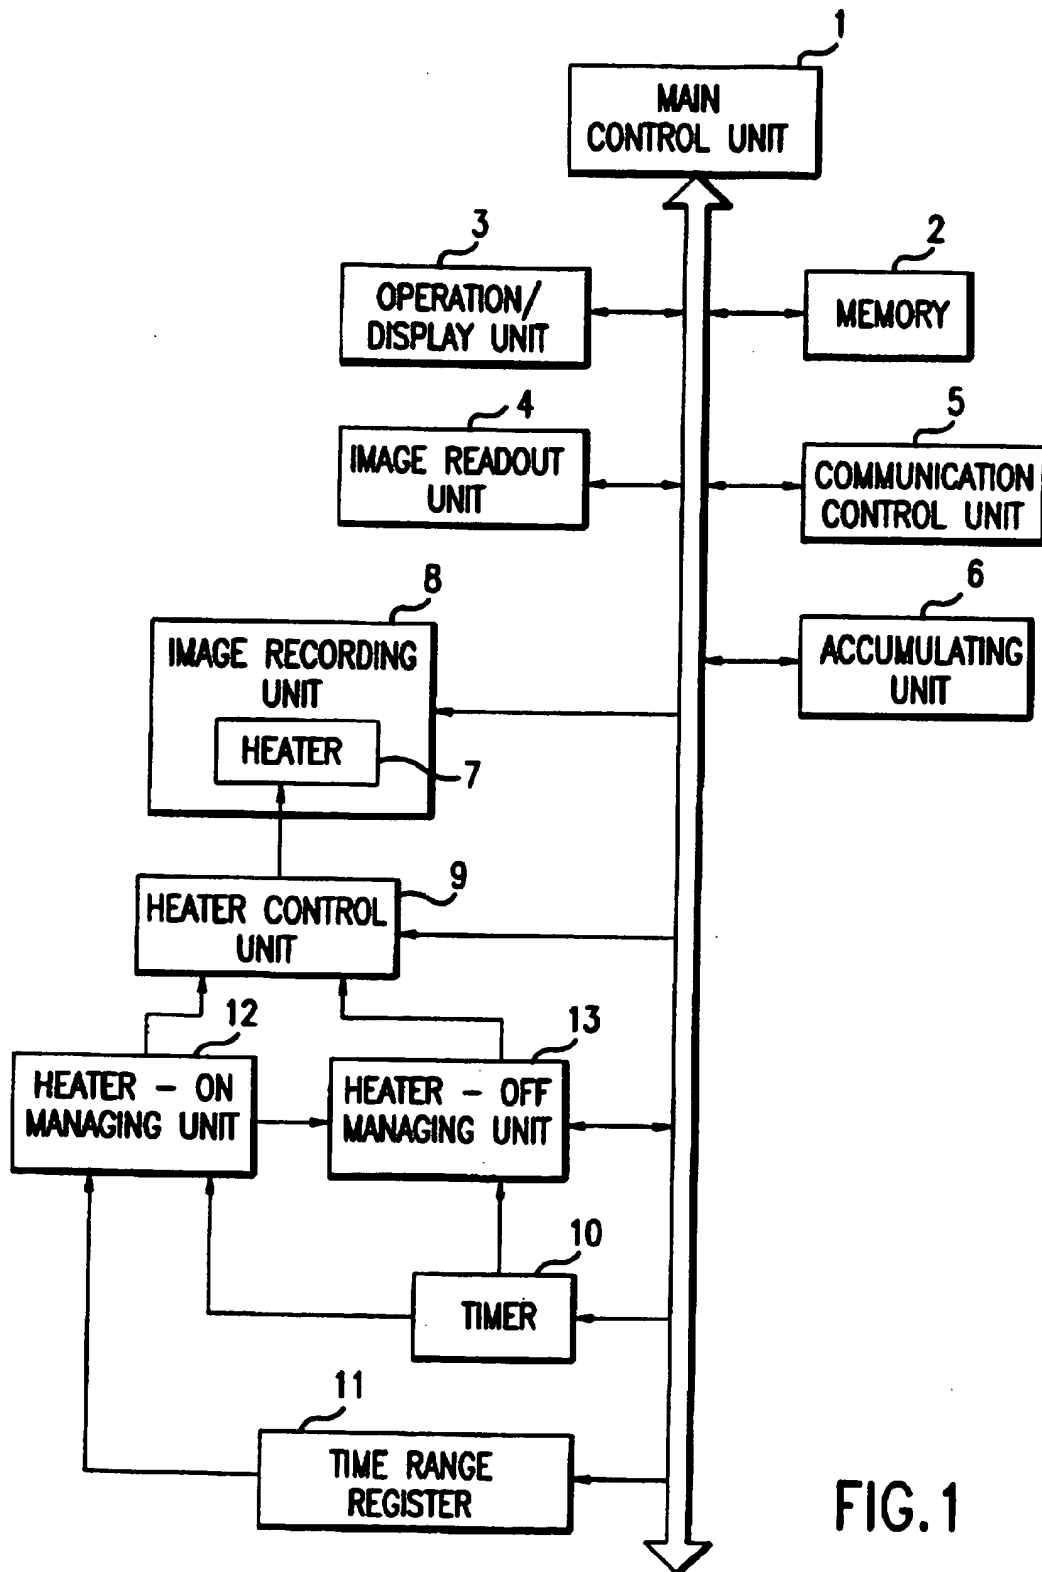 1
MAIN
CONTROL UNIT
3
OPERATION/
DISPLAY UNIT
2
MEMORY
4
IMAGE READOUT
UNIT
5
COMMUNICATION
CONTROL UNIT
6
ACCUMULATING
UNIT
8
IMAGE RECORDING
UNIT
HEATER
7
9
HEATER CONTROL
UNIT
12
HEATER - ON
MANAGING UNIT
13
HEATER - OFF
MANAGING UNIT
10
TIMER
11
TIME RANGE
REGISTER
FIG.1